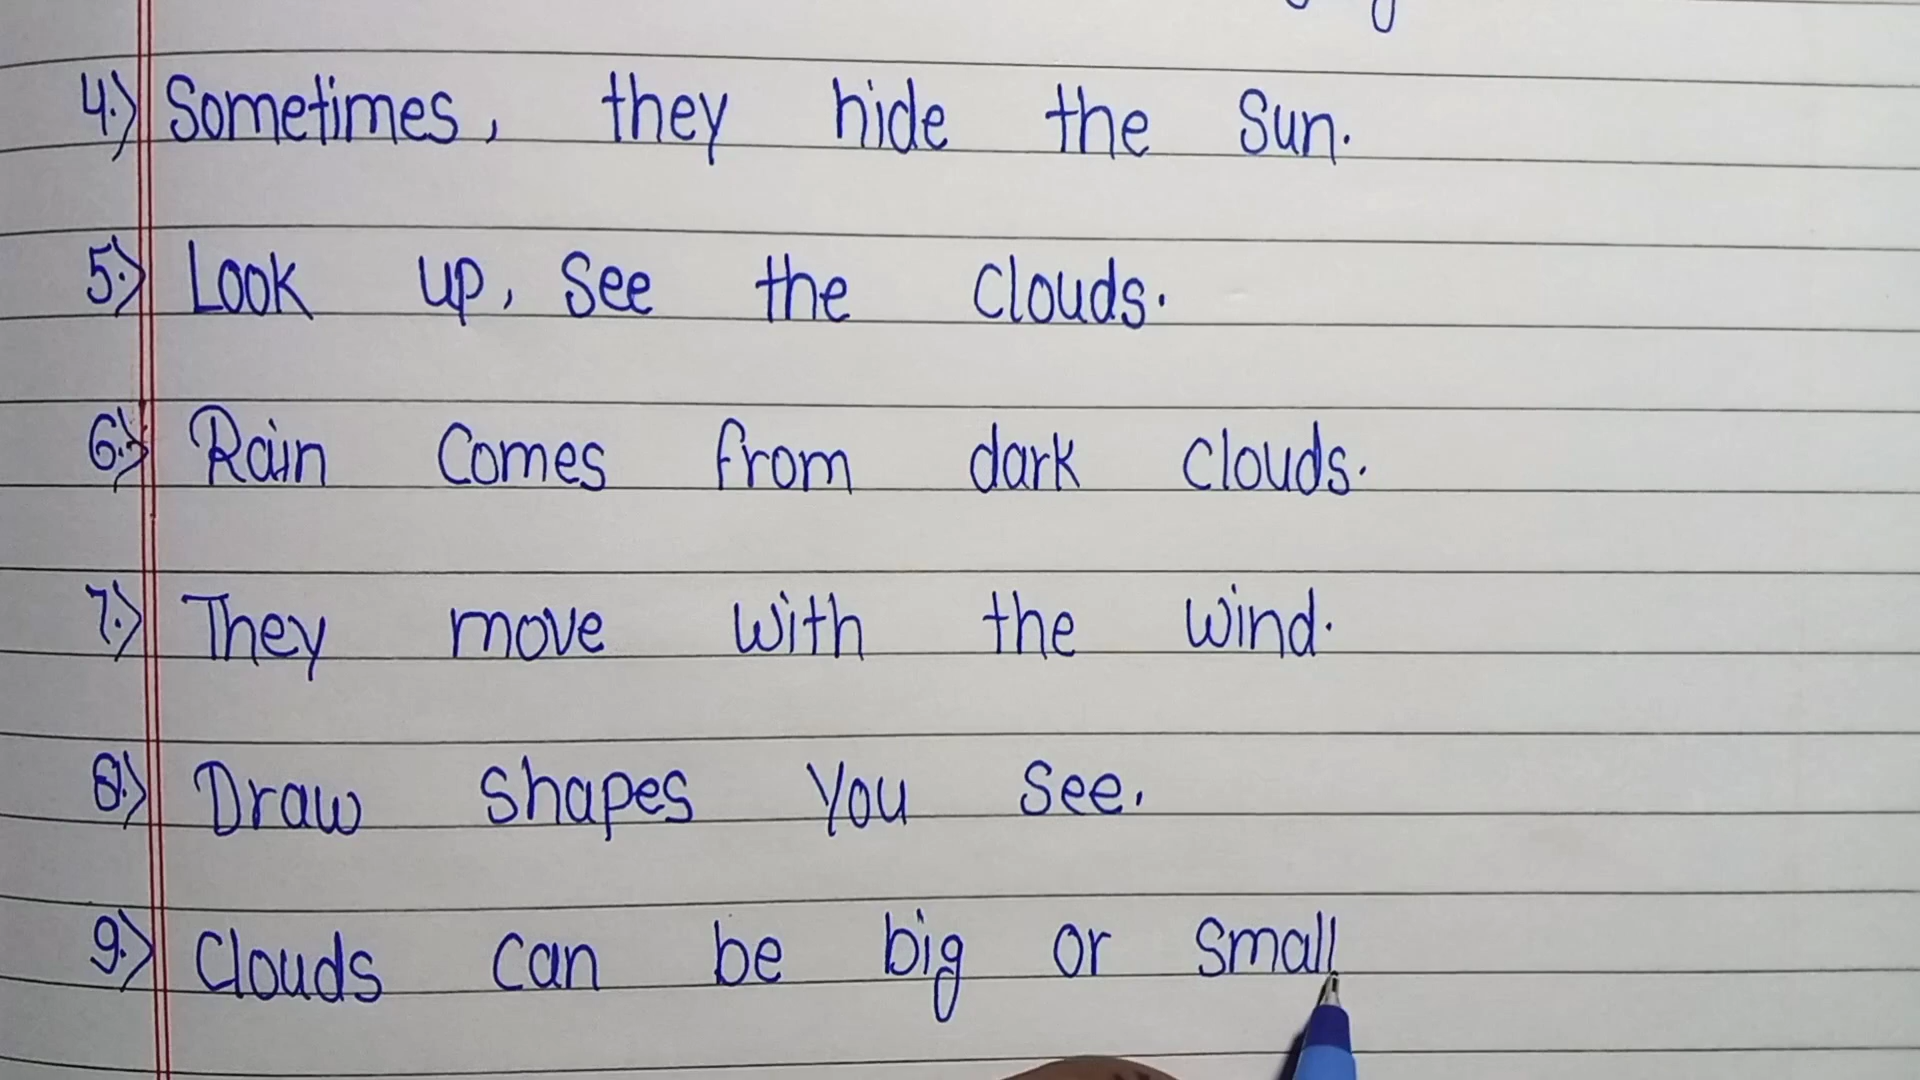 4.) Sometimes, they hide the Sun.
5.) Look up, See the Clouds.
6.) Rain Comes from dark Clouds.
7.) They move with the wind.
8.) Draw Shapes You See.
9.) Clouds can be big or Small